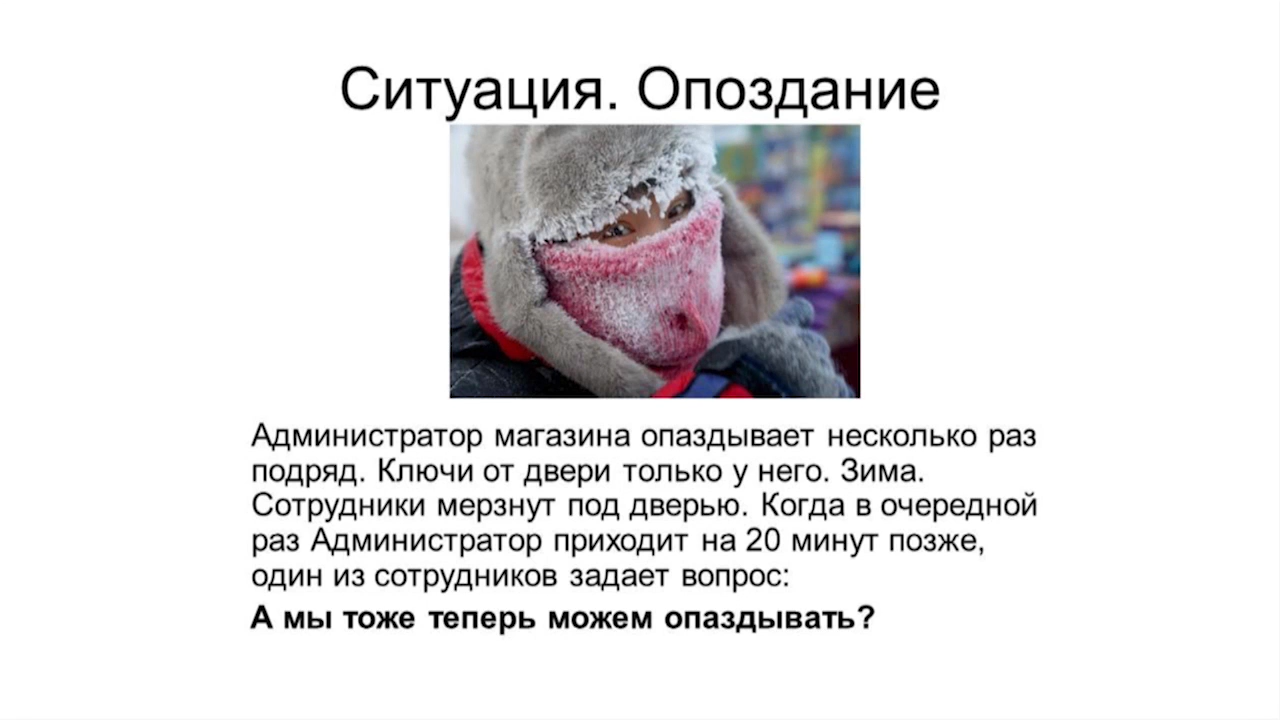 Ситуация. Опоздание
Администратор магазина опаздывает несколько раз
подряд. Ключи от двери только у него. Зима.
Сотрудники мерзнут под дверью. Когда в очередной
раз Администратор приходит на 20 минут позже,
один из сотрудников задает вопрос:
А мы тоже теперь можем опаздывать?